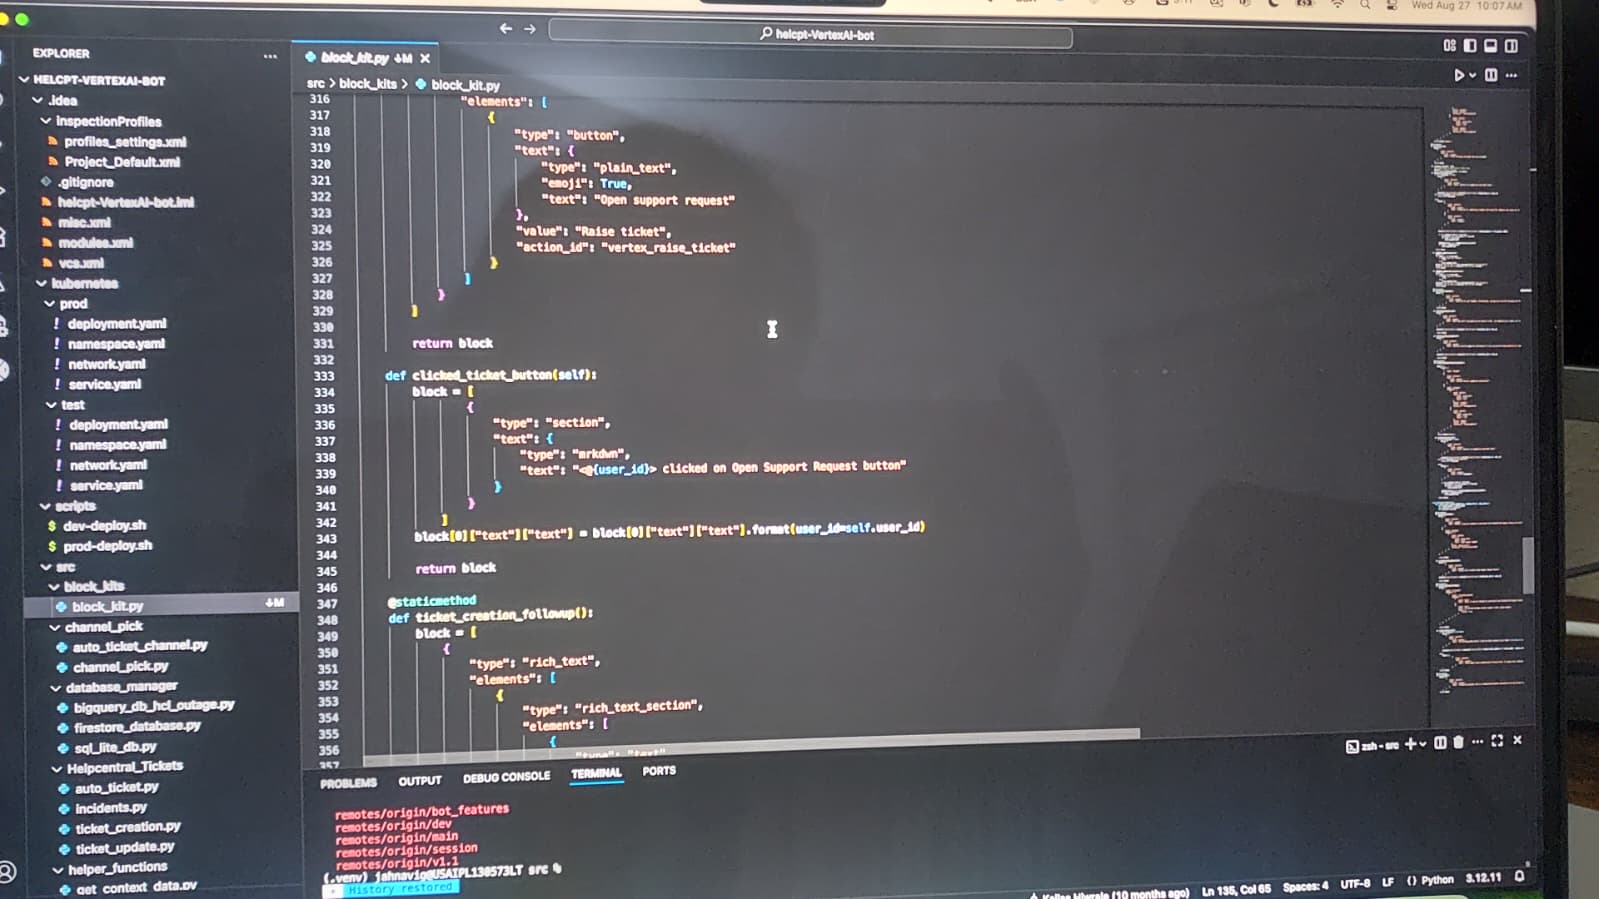 Wed Aug 27 10:07AM
helcpt-VertexAI-bot
EXPLORER
HELCPT-VERTEXAI-BOT
.idea
inspectionProfiles
profiles_settings.xml
Project_Default.xml
.gitignore
helcpt-VertexAI-bot.iml
misc.xml
modules.xml
vcs.xml
kubernetes
prod
! deployment.yaml
! namespace.yaml
! network.yaml
! service.yaml
test
! deployment.yaml
! namespace.yaml
! network.yaml
! service.yaml
scripts
$ dev-deploy.sh
$ prod-deploy.sh
src
block_kits
block_kit.py ↓M
channel_pick
auto_ticket_channel.py
channel_pick.py
database_manager
bigquery_db_hcl_outage.py
firestore_database.py
sql_lite_db.py
Helpcentral_Tickets
auto_ticket.py
incidents.py
ticket_creation.py
ticket_update.py
helper_functions
get_context_data.py
block_kit.py ↓M
src > block_kits > block_kit.py
316 "elements": [
317 {
318 "type": "button",
319 "text": {
320 "type": "plain_text",
321 "emoji": True,
322 "text": "Open support request"
323 },
324 "value": "Raise ticket",
325 "action_id": "vertex_raise_ticket"
326 }
327 ]
328 }
329 ]
330
331 return block
332
333 def clicked_ticket_button(self):
334 block = [
335 {
336 "type": "section",
337 "text": {
338 "type": "mrkdwn",
339 "text": "<@{user_id}> clicked on Open Support Request button"
340 }
341 }
342 ]
343 block[0]["text"]["text"] = block[0]["text"]["text"].format(user_id=self.user_id)
344
345 return block
346
347 @staticmethod
348 def ticket_creation_followup():
349 block = [
350 {
351 "type": "rich_text",
352 "elements": [
353 {
354 "type": "rich_text_section",
355 "elements": [
356 {
357 "type": "text"
PROBLEMS OUTPUT DEBUG CONSOLE TERMINAL PORTS
zsh - src
remotes/origin/bot_features
remotes/origin/dev
remotes/origin/main
remotes/origin/session
remotes/origin/v1.1
(.venv) jahnavig@USAIPL130573LT src %
History restored
(10 months ago) Ln 135, Col 65 Spaces: 4 UTF-8 LF {} Python 3.12.11